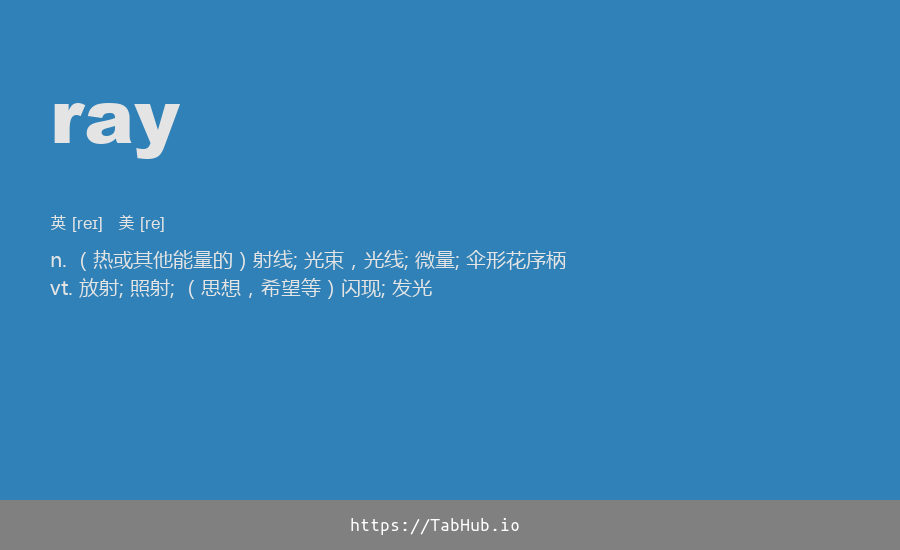 ray
英 [reɪ] 美 [re]
n. （热或其他能量的）射线; 光束，光线; 微量; 伞形花序柄
vt. 放射; 照射; （思想，希望等）闪现; 发光
https://TabHub.io